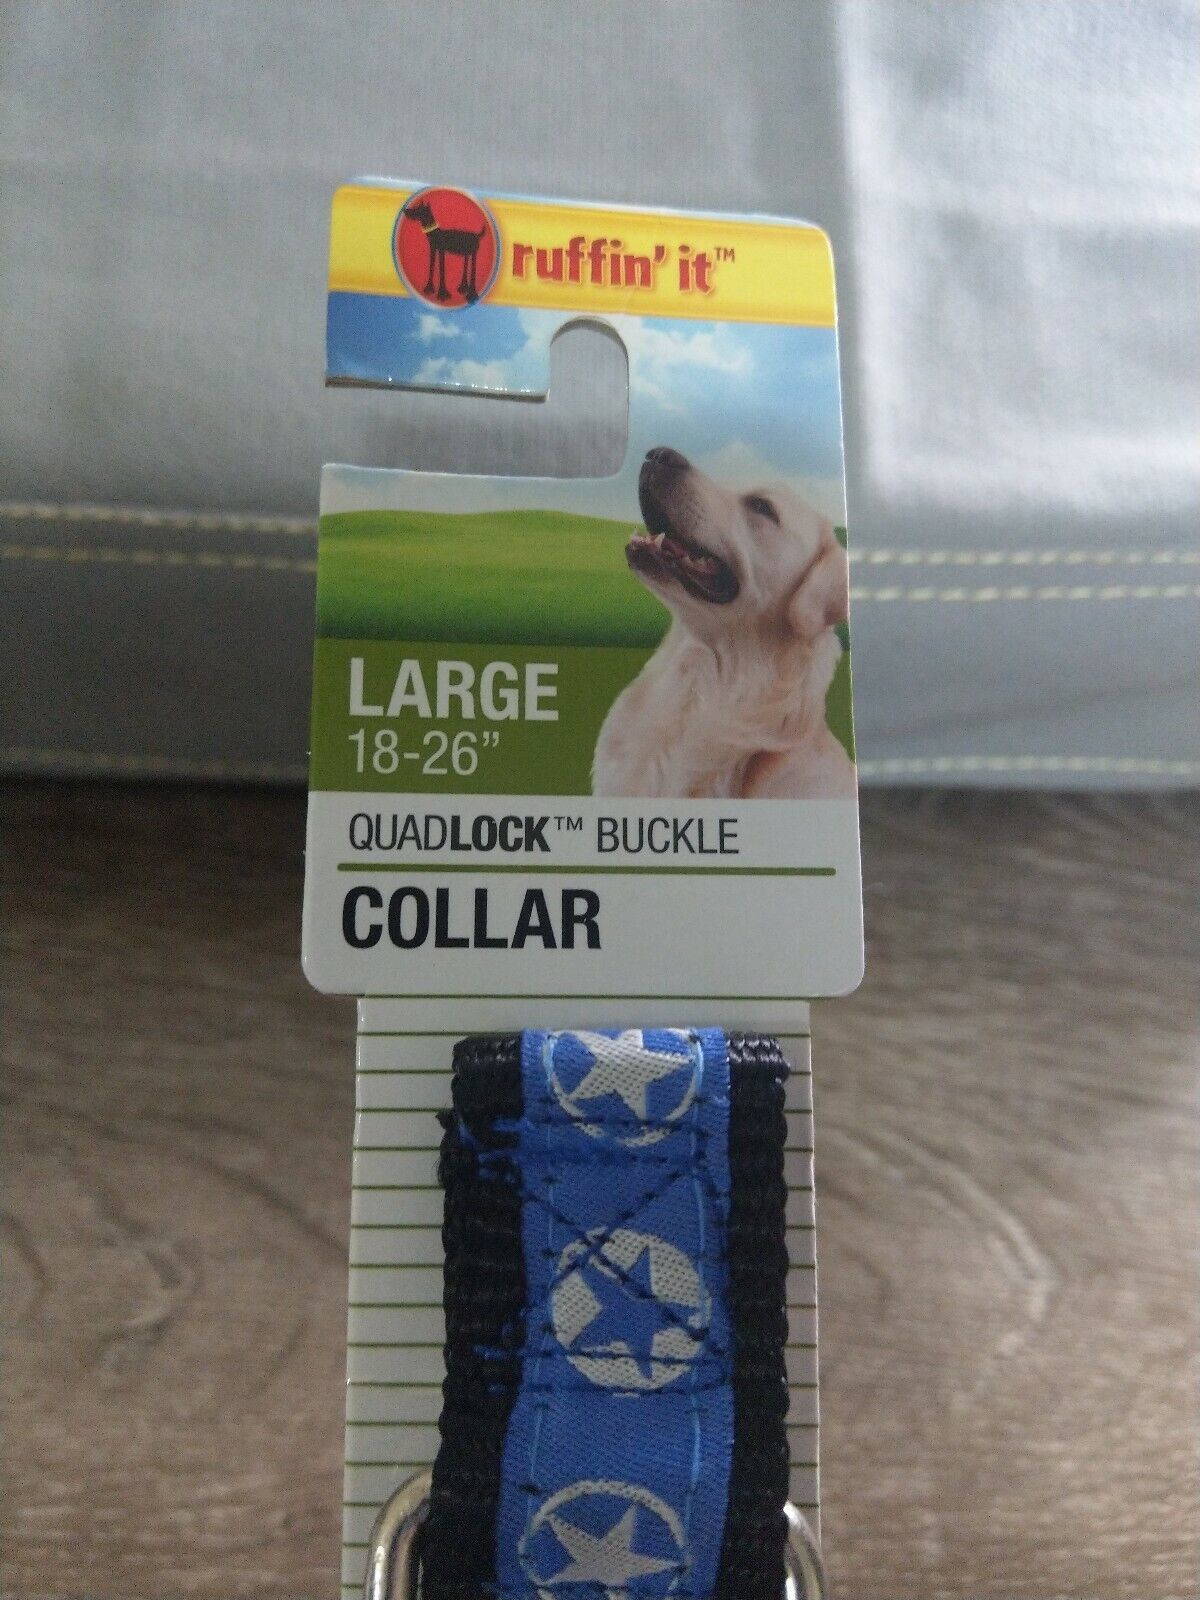 ruffin' it™
LARGE
18-26”
QUADLOCK™ BUCKLE
COLLAR